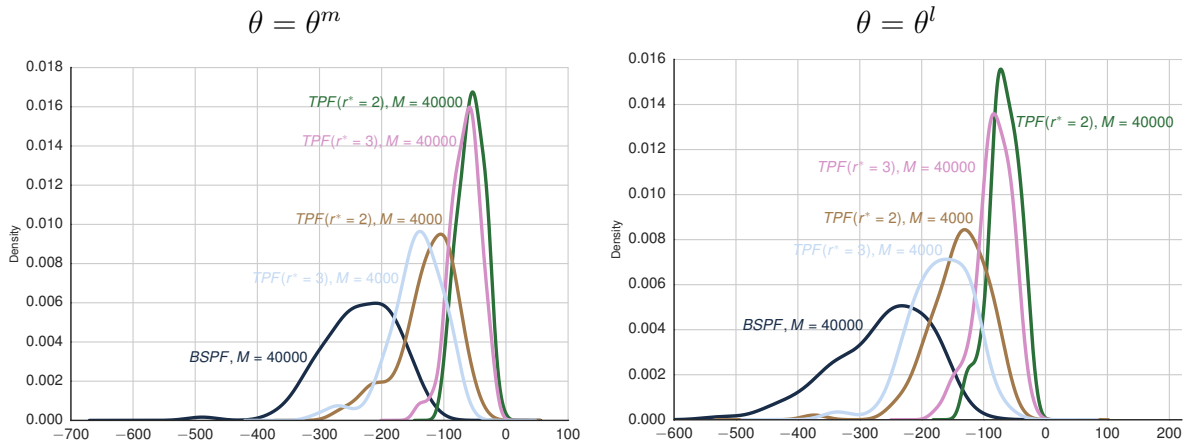 θ = θ^m
0.018
0.016
0.014
0.012
0.010
0.008
0.006
0.004
0.002
0.000
Density
TPF(r* = 2), M = 40000
TPF(r* = 3), M = 40000
TPF(r* = 2), M = 4000
TPF(r* = 3), M = 4000
BSPF, M = 40000
−700 −600 −500 −400 −300 −200 −100 0 100
θ = θ^l
0.016
0.014
0.012
0.010
0.008
0.006
0.004
0.002
0.000
Density
TPF(r* = 2), M = 40000
TPF(r* = 3), M = 40000
TPF(r* = 2), M = 4000
TPF(r* = 3), M = 4000
BSPF, M = 40000
−600 −500 −400 −300 −200 −100 0 100 200